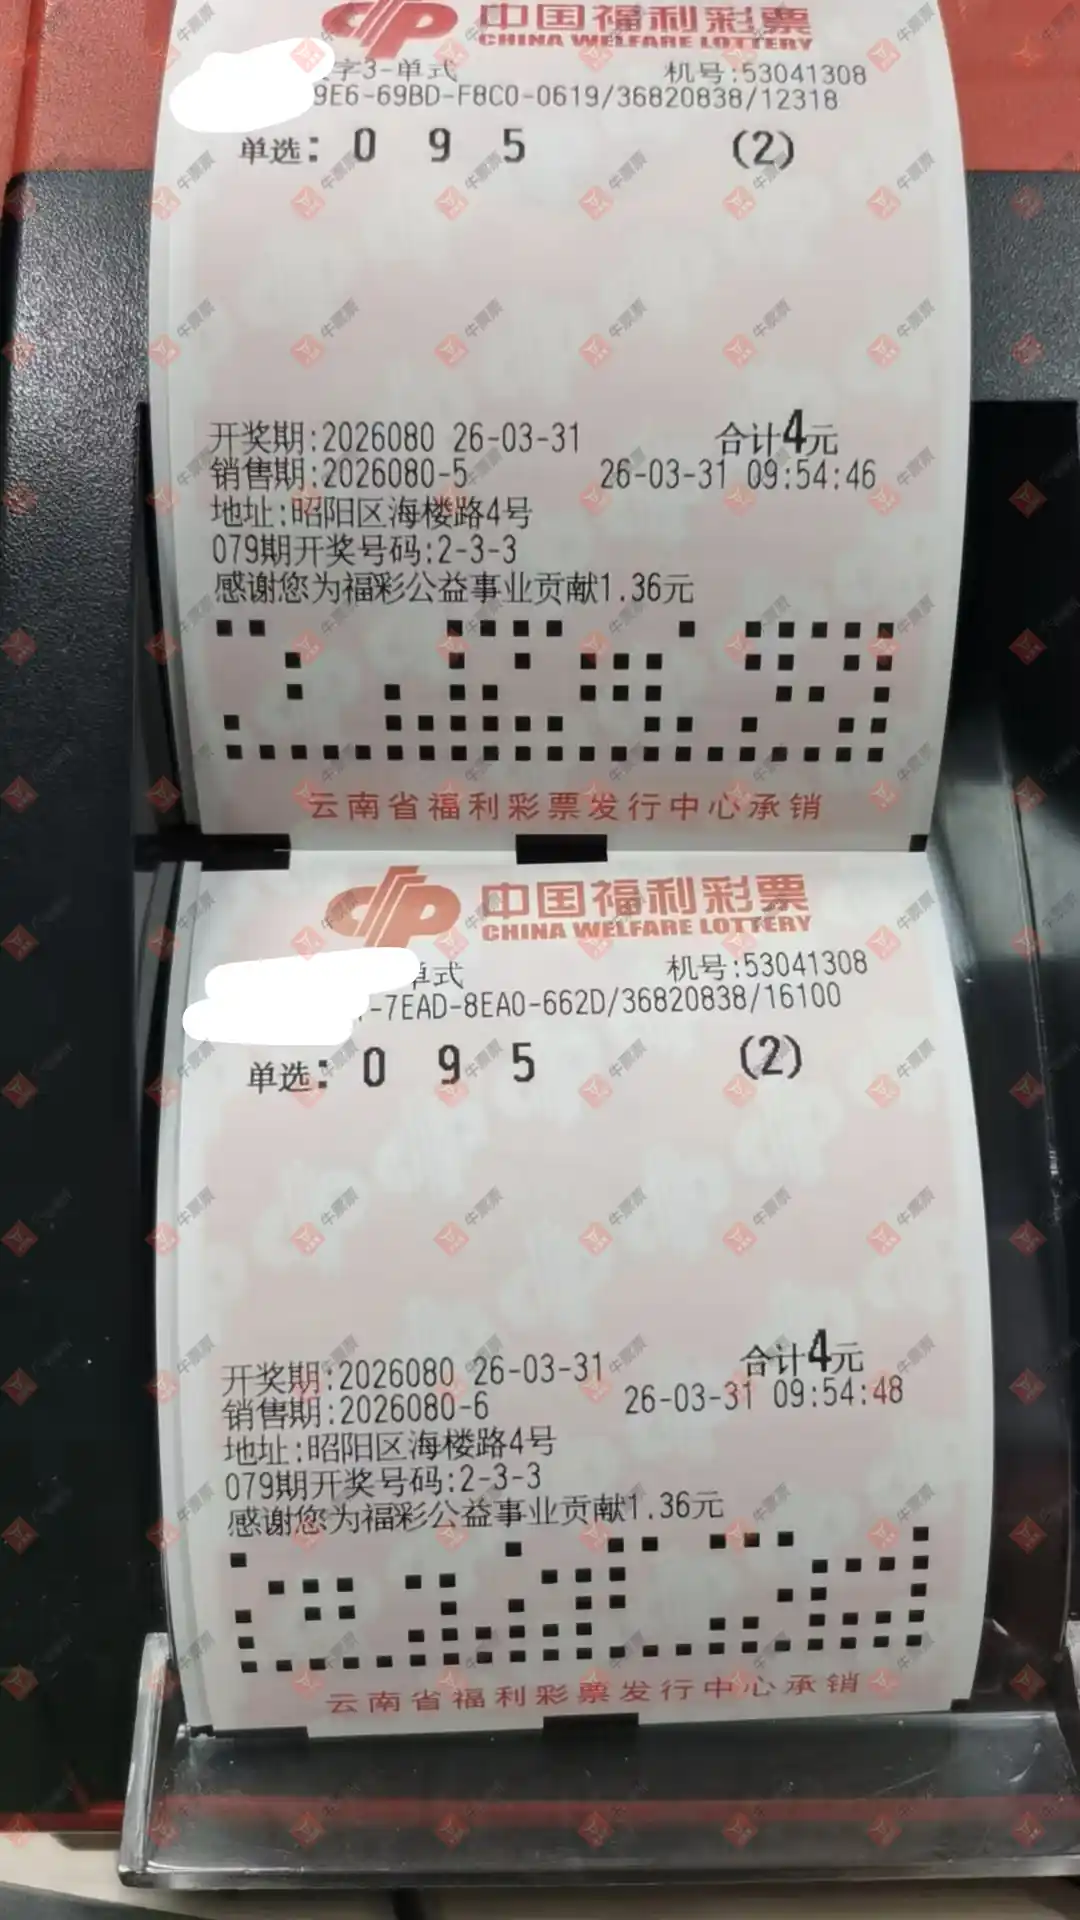 中国福利彩票
CHINA WELFARE LOTTERY
字3-单式 机号:53041308
9E6-69BD-F8C0-0619/36820838/12318
单选: 0 9 5 (2)
开奖期:2026080 26-03-31 合计4元
销售期:2026080-5 26-03-31 09:54:46
地址:昭阳区海楼路4号
079期开奖号码:2-3-3
感谢您为福彩公益事业贡献1.36元
云南省福利彩票发行中心承销
中国福利彩票
CHINA WELFARE LOTTERY
单式 机号:53041308
-7EAD-8EA0-662D/36820838/16100
单选: 0 9 5 (2)
开奖期:2026080 26-03-31 合计4元
销售期:2026080-6 26-03-31 09:54:48
地址:昭阳区海楼路4号
079期开奖号码:2-3-3
感谢您为福彩公益事业贡献1.36元
云南省福利彩票发行中心承销
牛票票